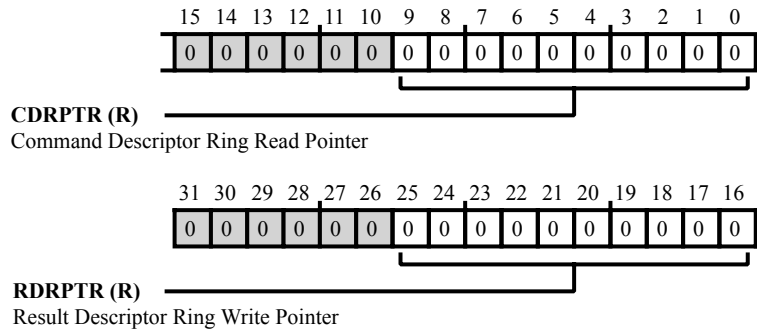 15 14 13 12 11 10 9 8 7 6 5 4 3 2 1 0
0 0 0 0 0 0 0 0 0 0 0 0 0 0 0 0
CDRPTR (R)
Command Descriptor Ring Read Pointer
31 30 29 28 27 26 25 24 23 22 21 20 19 18 17 16
0 0 0 0 0 0 0 0 0 0 0 0 0 0 0 0
RDRPTR (R)
Result Descriptor Ring Write Pointer